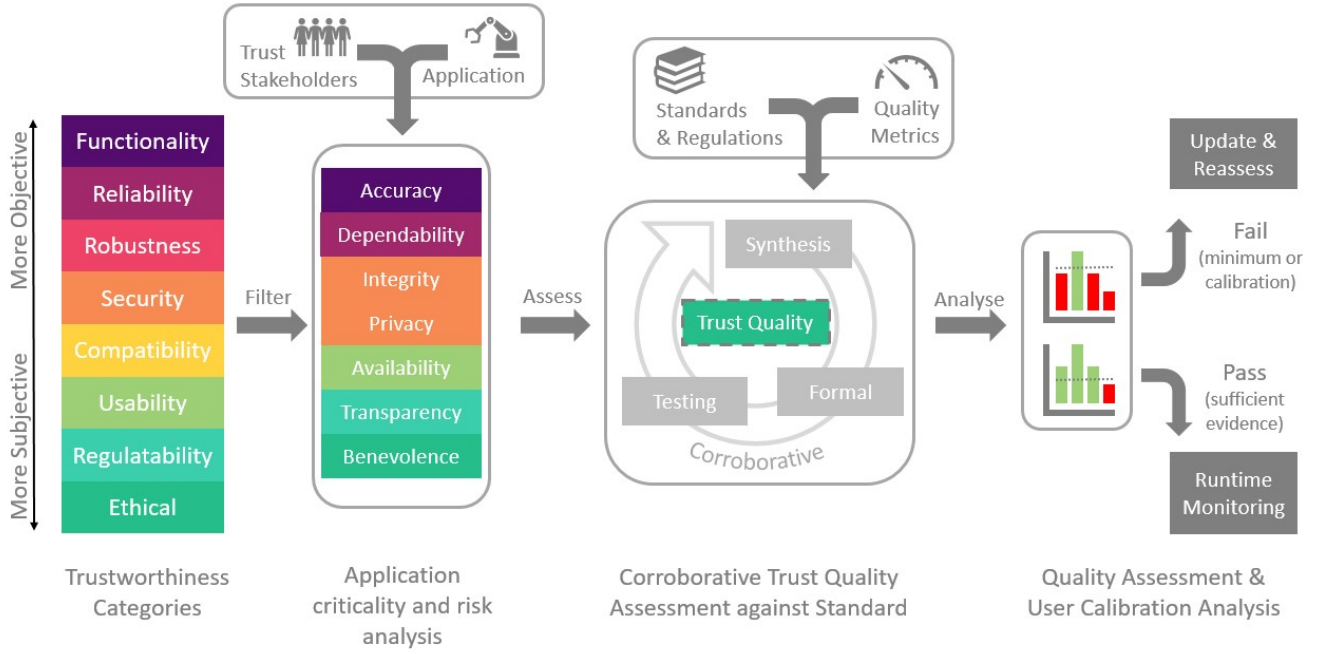 Trust
Stakeholders
Application
Standards
& Regulations
Quality
Metrics
More Objective
More Subjective
Functionality
Reliability
Robustness
Security
Compatibility
Usability
Regulatability
Ethical
Filter
Accuracy
Dependability
Integrity
Privacy
Availability
Transparency
Benevolence
Assess
Synthesis
Trust Quality
Testing
Formal
Corroborative
Analyse
Update &
Reassess
Fail
(minimum or
calibration)
Pass
(sufficient
evidence)
Runtime
Monitoring
Trustworthiness
Categories
Application
criticality and risk
analysis
Corroborative Trust Quality
Assessment against Standard
Quality Assessment &
User Calibration Analysis